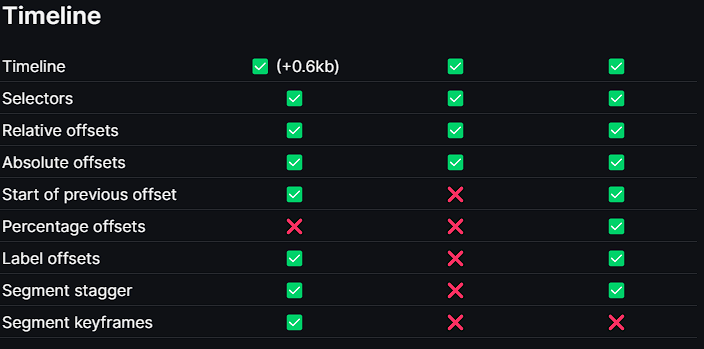 Timeline
Timeline ✅ (+0.6kb) ✅ ✅
Selectors ✅ ✅ ✅
Relative offsets ✅ ✅ ✅
Absolute offsets ✅ ✅ ✅
Start of previous offset ✅ ❌ ✅
Percentage offsets ❌ ❌ ✅
Label offsets ✅ ❌ ✅
Segment stagger ✅ ❌ ✅
Segment keyframes ✅ ❌ ❌